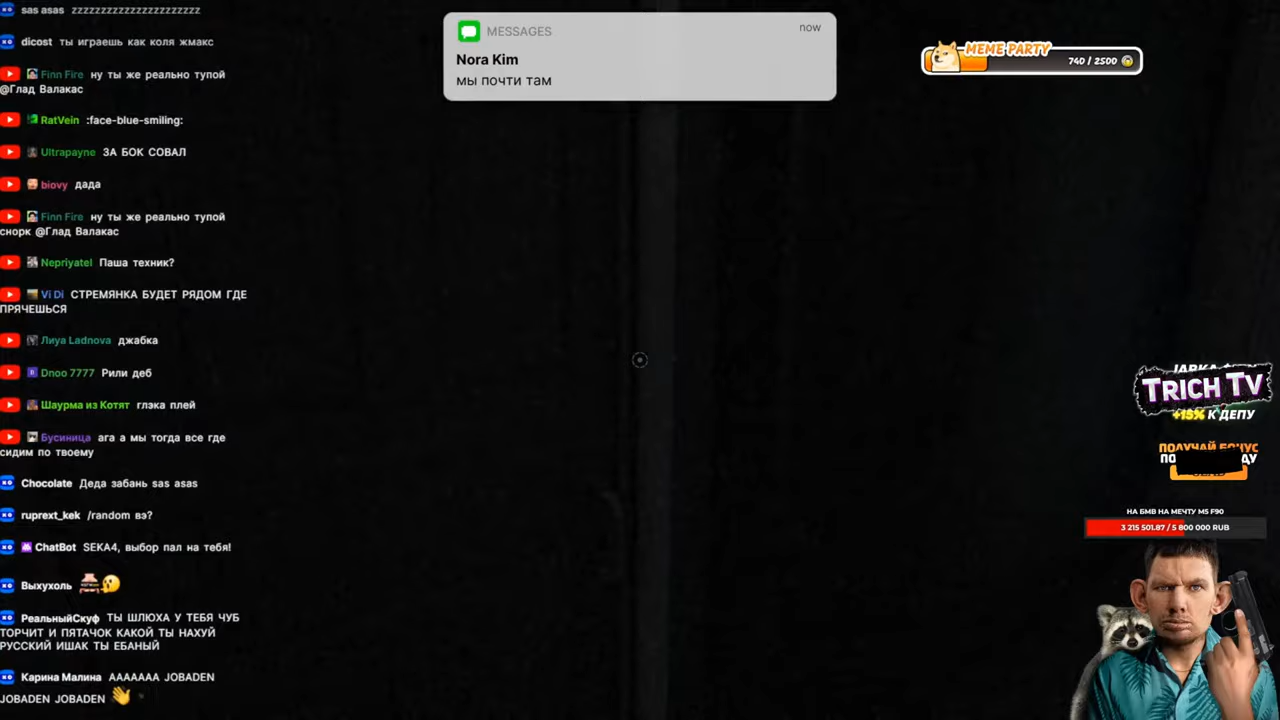 sas asas zzzzzzzzzzzzzzzzzzzzzz
dicost ты играешь как коля жмакс
Finn Fire ну ты же реально тупой
@Глад Валакас
RatVein :face-blue-smiling:
Ultrapayne ЗА БОК СОВАЛ
biovy дада
Finn Fire ну ты же реально тупой
снорк @Глад Валакас
Nepriyatel Паша техник?
Vi Di СТРЕМЯНКА БУДЕТ РЯДОМ ГДЕ
ПРЯЧЕШЬСЯ
Лиуа Ladnova джабка
Dnoo 7777 Рили деб
Шаурма из Котят глэка плей
Бусиница ага а мы тогда все где
сидим по твоему
Chocolate Деда забань sas asas
ruprext_kek /random вэ?
ChatBot SEKA4, выбор пал на тебя!
Выхухоль
РеальныйСкуф ТЫ ШЛЮХА У ТЕБЯ ЧУБ
ТОРЧИТ И ПЯТАЧОК КАКОЙ ТЫ НАХУЙ
РУССКИЙ ИШАК ТЫ ЕБАНЫЙ
Карина Малина ААААААА JOBADEN
JOBADEN JOBADEN
MESSAGES now
Nora Kim
мы почти там
MEME PARTY
740 / 2500
TRICH TV
+15% К ДЕПУ
ПОЛУЧАЙ БОНУС
НА БМВ НА МЕЧТУ M5 F90
3 215 501.87 / 5 800 000 RUB